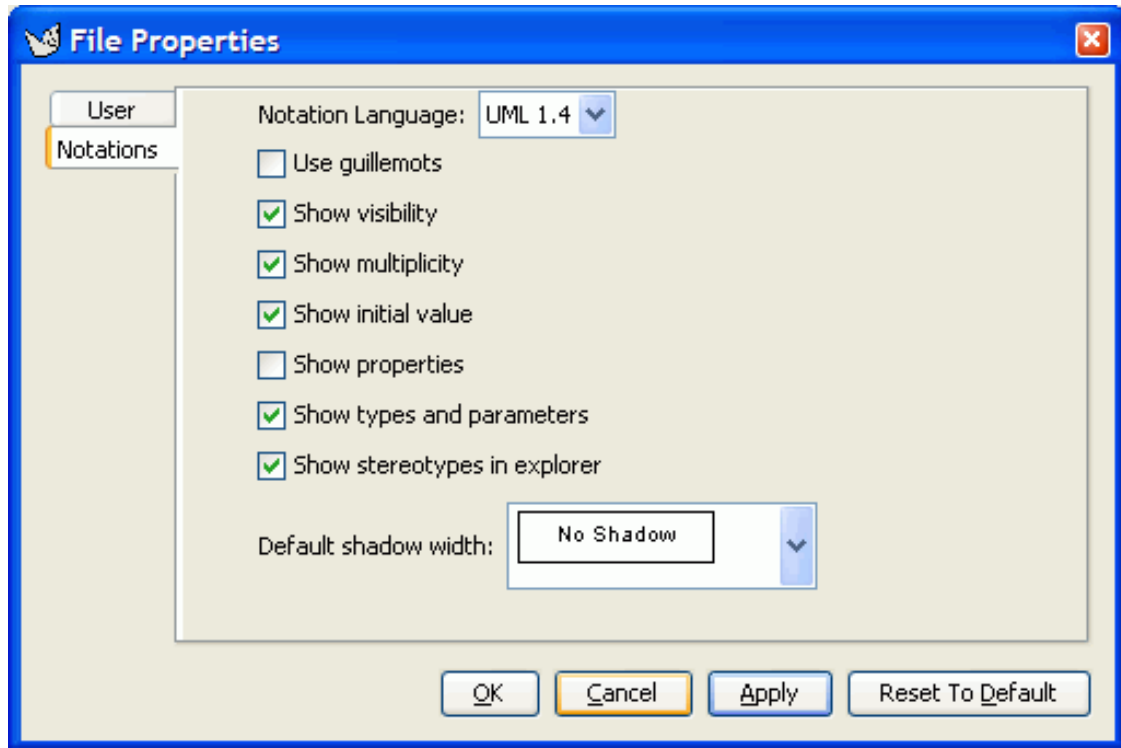 File Properties
User
Notations
Notation Language: UML 1.4
Use guillemots
Show visibility
Show multiplicity
Show initial value
Show properties
Show types and parameters
Show stereotypes in explorer
Default shadow width: No Shadow
OK Cancel Apply Reset To Default